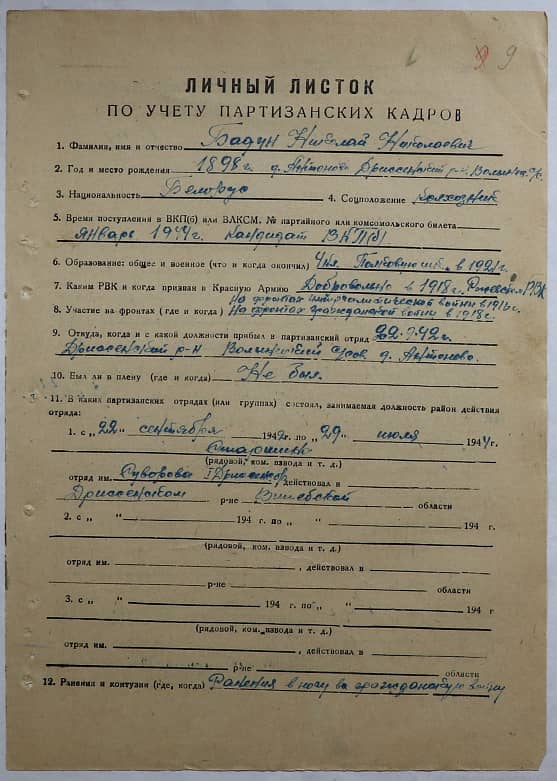 9 9
ЛИЧНЫЙ ЛИСТОК
ПО УЧЕТУ ПАРТИЗАНСКИХ КАДРОВ
1. Фамилия, имя и отчество Бадун Николай Николаевич
2. Год и место рождения 1898 г. д. Антоново Дриссенский р-н
3. Национальность Белорус 4. Соцположение колхозник
5. Время поступления в ВКП(б) или ВЛКСМ, № партийного или комсомольского билета
январь 1944 г. кандидат ВКП(б)
6. Образование: общее и военное (что и когда окончил) в 1921 г.
7. Каким РВК и когда призван в Красную Армию Добровольно в 1918 г. РВК
На фронтах империалистической войны в 1916 г.
8. Участие на фронтах (где и когда) На фронтах гражданской войны в 1918 г.
9. Откуда, когда и с какой должности прибыл в партизанский отряд 22.9.42 г.
Дриссенский р-н д. Антоново.
10. Был ли в плену (где и когда) Не был.
11. В каких партизанских отрядах (или группах) состоял, занимаемая должность район действия
отряда:
1. с „22" сентября 1942 г. по „29" июля 1944 г.
Старшина
(рядовой, ком. взвода и т. д.)
отряд им. Суворова I Дриссенск. действовал в
Дриссенском р-не Витебской области
2. с „ " 194 г. по „ " 194 г.
(рядовой, ком. взвода и т. д.)
отряд им. , действовал в
р-не области
3. с „ " 194 г. по „ " 194 г
(рядовой, ком. взвода и т. д.)
отряд им. , действовал в
р-не области
12. Ранения и контузии (где, когда) Ранения в ногу в гражданскую войну